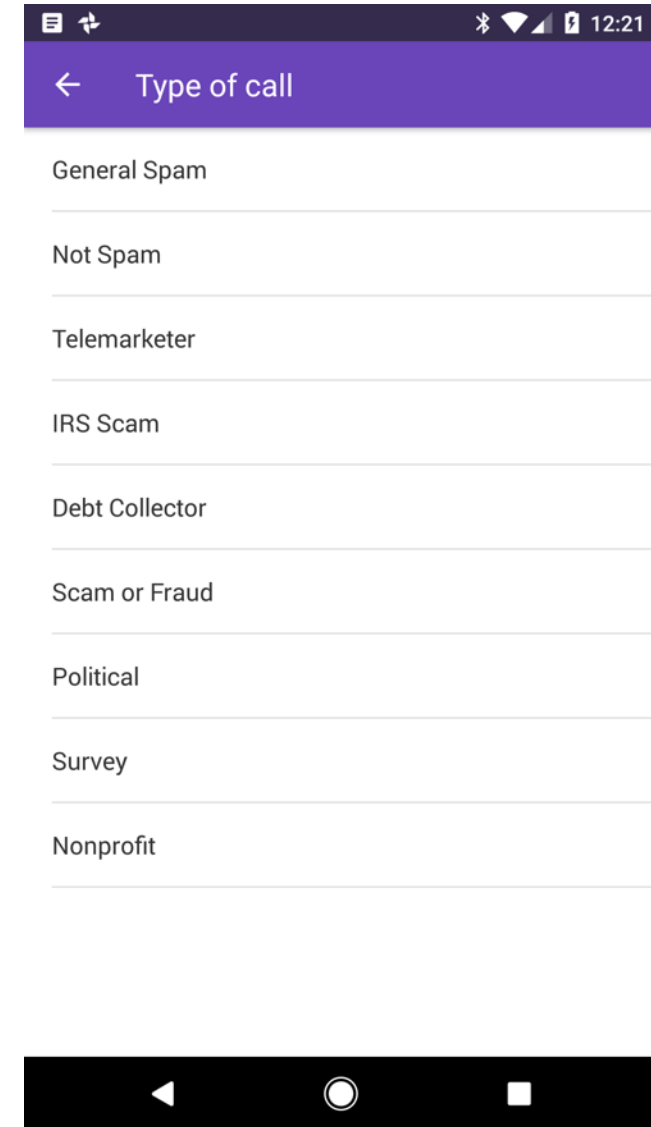 12:21
Type of call
General Spam
Not Spam
Telemarketer
IRS Scam
Debt Collector
Scam or Fraud
Political
Survey
Nonprofit